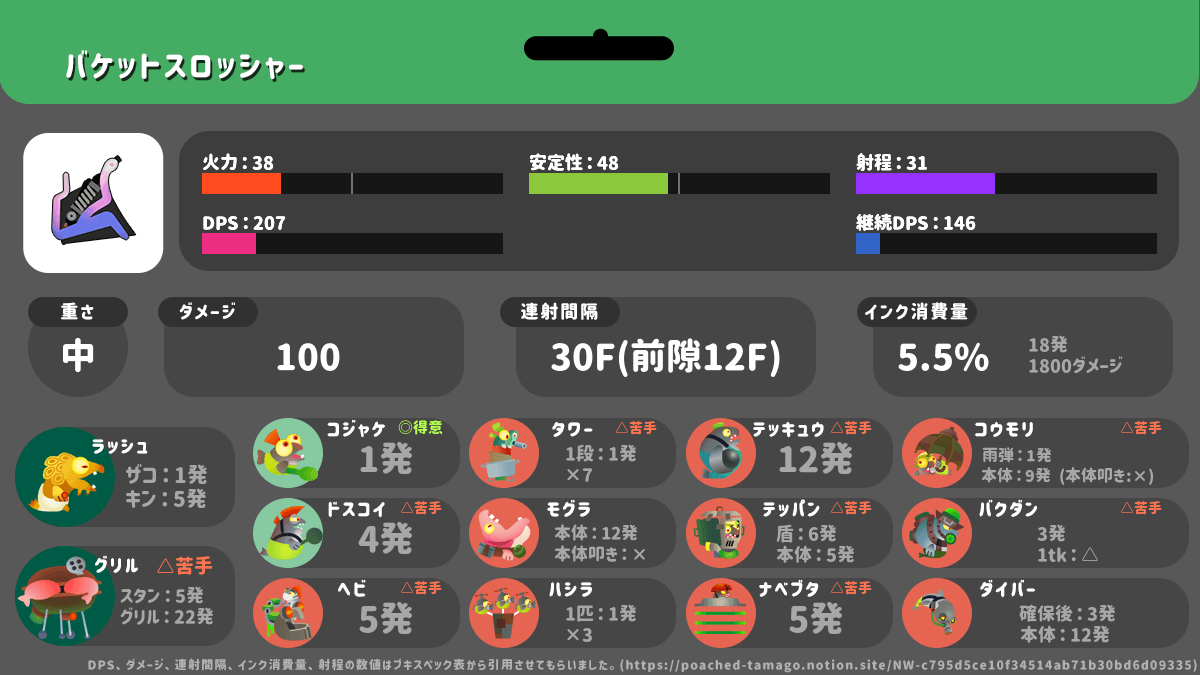 バケットスロッシャー
火力：38
安定性：48
射程：31
DPS：207
継続DPS：146
重さ
中
ダメージ
100
連射間隔
30F(前隙12F)
インク消費量
5.5%
18発
1800ダメージ
ラッシュ
ザコ：1発
キン：5発
グリル △苦手
スタン：5発
グリル：22発
コジャケ ◎得意
1発
ドスコイ △苦手
4発
ヘビ △苦手
5発
タワー △苦手
1段：1発
×7
モグラ
本体：12発
本体叩き：×
ハシラ
1匹：1発
×3
テッキュウ △苦手
12発
テッパン △苦手
盾：6発
本体：5発
ナベブタ △苦手
5発
コウモリ △苦手
雨弾：1発
本体：9発 (本体叩き:×)
バクダン △苦手
3発
1tk：△
ダイバー
確保後：3発
本体：12発
DPS、ダメージ、連射間隔、インク消費量、射程の数値はブキスペック表から引用させてもらいました。(https://poached-tamago.notion.site/NW-c795d5ce10f34514ab71b30bd6d09335)